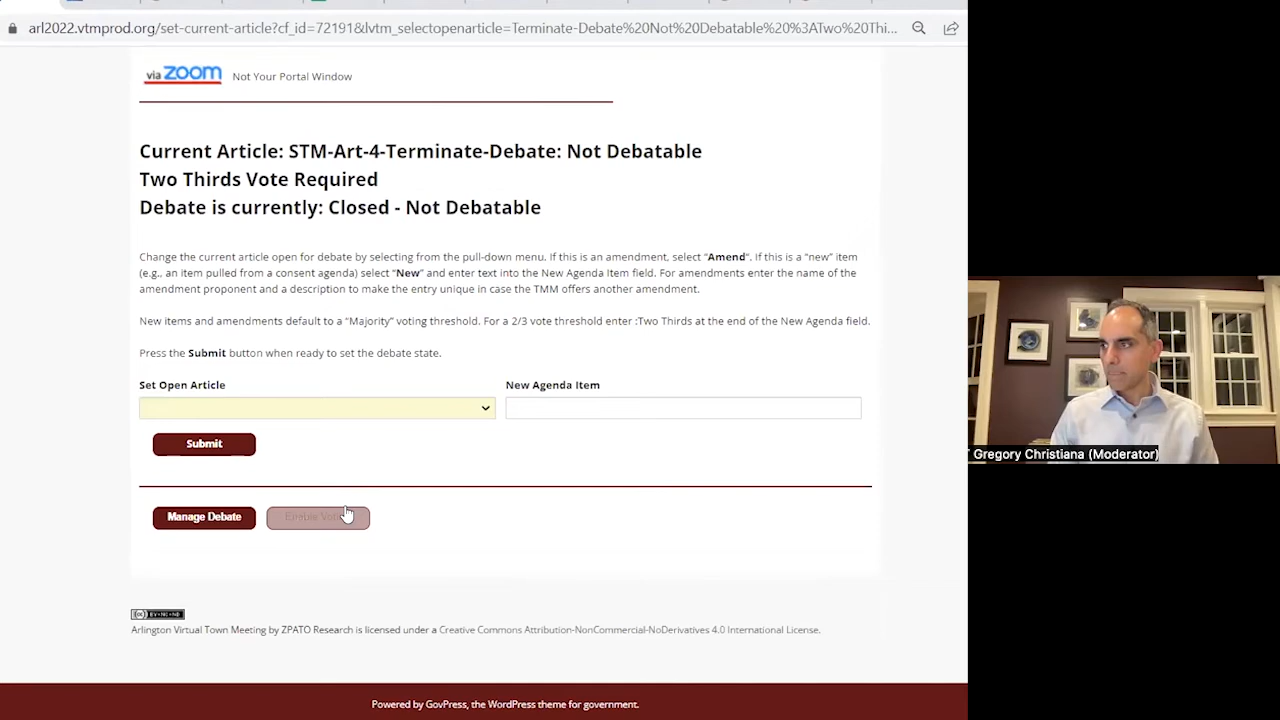 arl2022.vtmprod.org/set-current-article?cf_id=72191&lvtm_selectopenarticle=Terminate-Debate%20Not%20Debatable%20%3ATwo%20Thi...
via zoom Not Your Portal Window
Current Article: STM-Art-4-Terminate-Debate: Not Debatable
Two Thirds Vote Required
Debate is currently: Closed - Not Debatable
Change the current article open for debate by selecting from the pull-down menu. If this is an amendment, select "Amend". If this is a "new" item
(e.g., an item pulled from a consent agenda) select "New" and enter text into the New Agenda Item field. For amendments enter the name of the
amendment proponent and a description to make the entry unique in case the TMM offers another amendment.
New items and amendments default to a "Majority" voting threshold. For a 2/3 vote threshold enter :Two Thirds at the end of the New Agenda field.
Press the Submit button when ready to set the debate state.
Set Open Article New Agenda Item
Submit
Gregory Christiana (Moderator)
Manage Debate Enable
BY-NC-ND
Arlington Virtual Town Meeting by ZPATO Research is licensed under a Creative Commons Attribution-NonCommercial-NoDerivatives 4.0 International License.
Powered by GovPress, the WordPress theme for government.